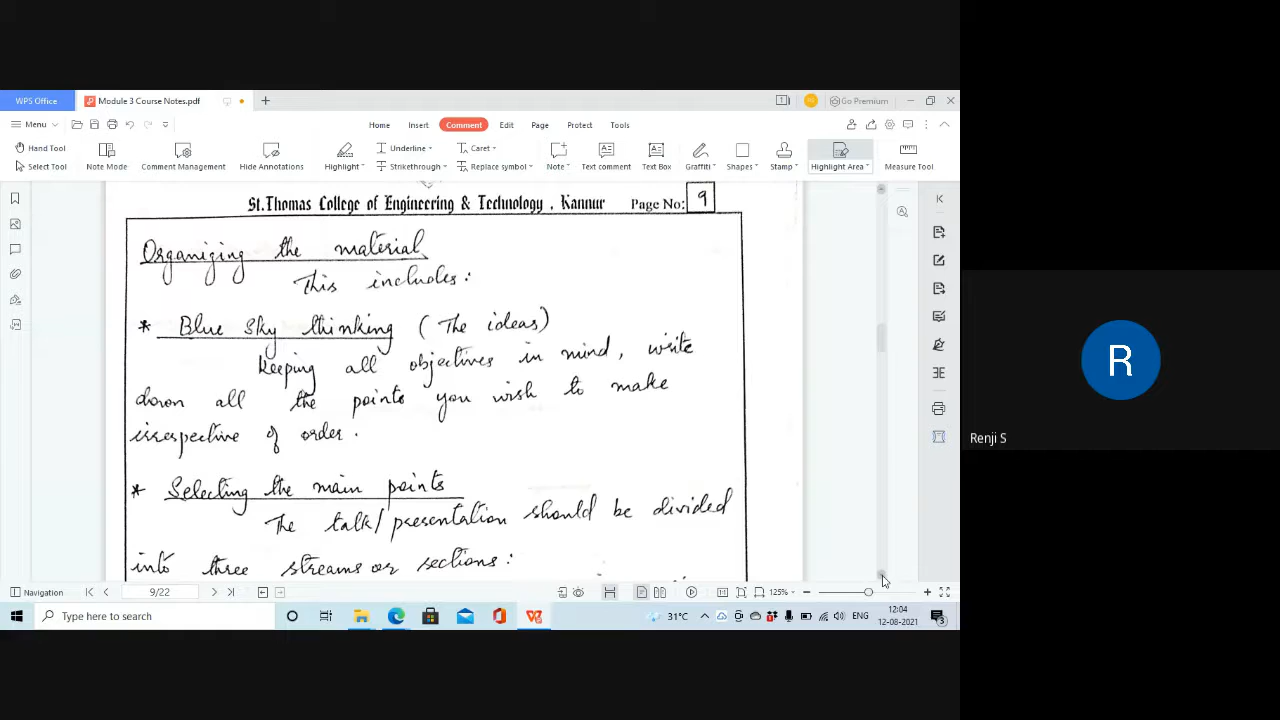 WPS Office
Module 3 Course Notes.pdf
Go Premium
Menu
Home Insert Comment Edit Page Protect Tools
Hand Tool
Select Tool
Note Mode
Comment Management
Hide Annotations
Highlight
Underline
Strikethrough
Caret
Replace symbol
Note
Text comment
Text Box
Graffiti
Shapes
Stamp
Highlight Area
Measure Tool
St.Thomas College of Engineering & Technology , Kannur Page No: 9
Organizing the material
This includes:
* Blue Sky thinking (The ideas)
Keeping all objectives in mind, write
down all the points you wish to make
irrespective of order.
* Selecting the main points
The talk/presentation should be divided
into three streams or sections:
Navigation
9/22
125%
Type here to search
31°C
ENG
12:04
12-08-2021
3
R
Renji S